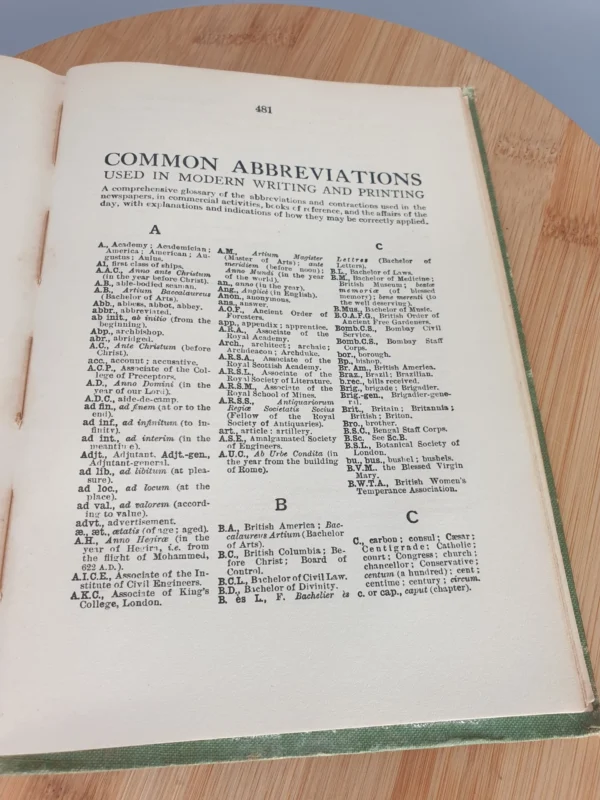 481
COMMON ABBREVIATIONS
USED IN MODERN WRITING AND PRINTING
A comprehensive glossary of the abbreviations and contractions used in the
newspapers, in commercial activities, books of reference, and the affairs of the
day, with explanations and indications of how they may be correctly applied.
A
A., Academy; Academician;
America; American; Au-
gustus; Aulus.
A1, first class of ships.
A.A.C., Anno ante Christum
(in the year before Christ).
A.B., able-bodied seaman.
A.B., Artium Baccalaureus
(Bachelor of Arts).
Abb., abbess, abbot, abbey.
abbr., abbreviated.
ab init., ab initio (from the
beginning).
Abp., archbishop.
abr., abridged.
A.C., Ante Christum (before
Christ).
acc., account; accusative.
A.C.P., Associate of the Col-
lege of Preceptors.
A.D., Anno Domini (in the
year of our Lord).
A.D.C., aide-de-camp.
ad fin., ad finem (at or to the
end).
ad inf., ad infinitum (to in-
finity).
ad int., ad interim (in the
meantime).
Adjt., Adjutant. Adjt.-gen.,
Adjutant-general.
ad lib., ad libitum (at plea-
sure).
ad loc., ad locum (at the
place).
ad val., ad valorem (accord-
ing to value).
advt., advertisement.
æ., æt., ætatis (of age; aged).
A.H., Anno Hegiræ (in the
year of Hegira, i.e. from
the flight of Mohammed,
622 A.D.).
A.I.C.E., Associate of the In-
stitute of Civil Engineers.
A.K.C., Associate of King's
College, London.
A.M., Artium Magister
(Master of Arts); ante
meridiem (before noon);
Anno Mundi (in the year
of the world).
an., anno (in the year).
Ang., Anglicè (in English).
Anon., anonymous.
ans., answer.
A.O.F., Ancient Order of
Foresters.
app., appendix; apprentice.
A.R.A., Associate of the
Royal Academy.
Arch., architect; archaic;
Archdeacon; Archduke.
A.R.S.A., Associate of the
Royal Scottish Academy.
A.R.S.L., Associate of the
Royal Society of Literature.
A.R.S.M., Associate of the
Royal School of Mines.
A.R.S.S., Antiquariorum
Regiæ Societatis Socius
(Fellow of the Royal
Society of Antiquaries).
art., article; artillery.
A.S.E., Amalgamated Society
of Engineers.
A.U.C., Ab Urbe Condita (in
the year from the building
of Rome).
B
B.A., British America; Bac-
calaureus Artium (Bachelor
of Arts).
B.C., British Columbia; Be-
fore Christ; Board of
Control.
B.C.L., Bachelor of Civil Law.
B.D., Bachelor of Divinity.
B. ès L., F. Bachelier ès
C
Lettres (Bachelor of
Letters).
B.L., Bachelor of Laws.
B.M., Bachelor of Medicine;
British Museum; beatæ
memoriæ (of blessed
memory); bene merenti (to
the well deserving).
B.Mus., Bachelor of Music.
B.O.A.F.G., British Order of
Ancient Free Gardeners.
Bomb.C.S., Bombay Civil
Service.
Bomb.C.S., Bombay Staff
Corps.
bor., borough.
Bp., bishop.
Br. Am., British America.
Braz., Brazil; Brazilian.
b.rec., bills received.
Brig., brigade; Brigadier.
Brig.-gen., Brigadier-gene-
ral.
Brit., Britain; Britannia;
British; Briton.
Bro., brother.
B.S.C., Bengal Staff Corps.
B.Sc. See Sc.B.
B.S.L., Botanical Society of
London.
bu., bus., bushel; bushels.
B.V.M., the Blessed Virgin
Mary.
B.W.T.A., British Women's
Temperance Association.
C
C., carbon; consul; Cæsar;
Centigrade; Catholic;
court; Congress; church;
chancellor; Conservative;
centum (a hundred); cent;
centime; century; circum.
c. or cap., caput (chapter).